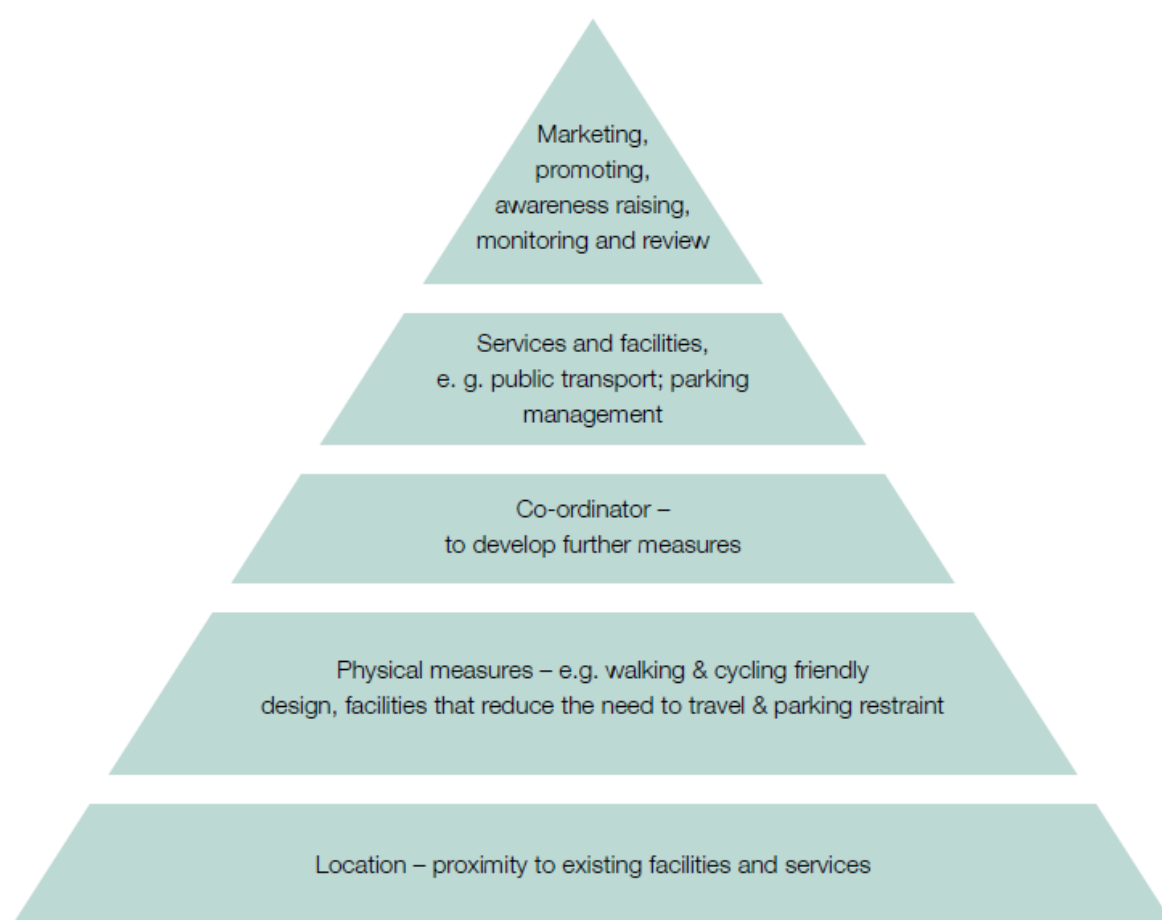 Marketing,
promoting,
awareness raising,
monitoring and review
Services and facilities,
e. g. public transport; parking
management
Co-ordinator –
to develop further measures
Physical measures – e.g. walking & cycling friendly
design, facilities that reduce the need to travel & parking restraint
Location – proximity to existing facilities and services